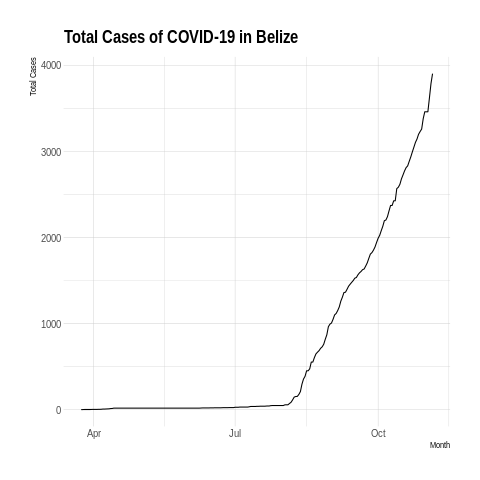 Total Cases of COVID-19 in Belize
Total Cases
4000
3000
2000
1000
0
Apr
Jul
Oct
Month